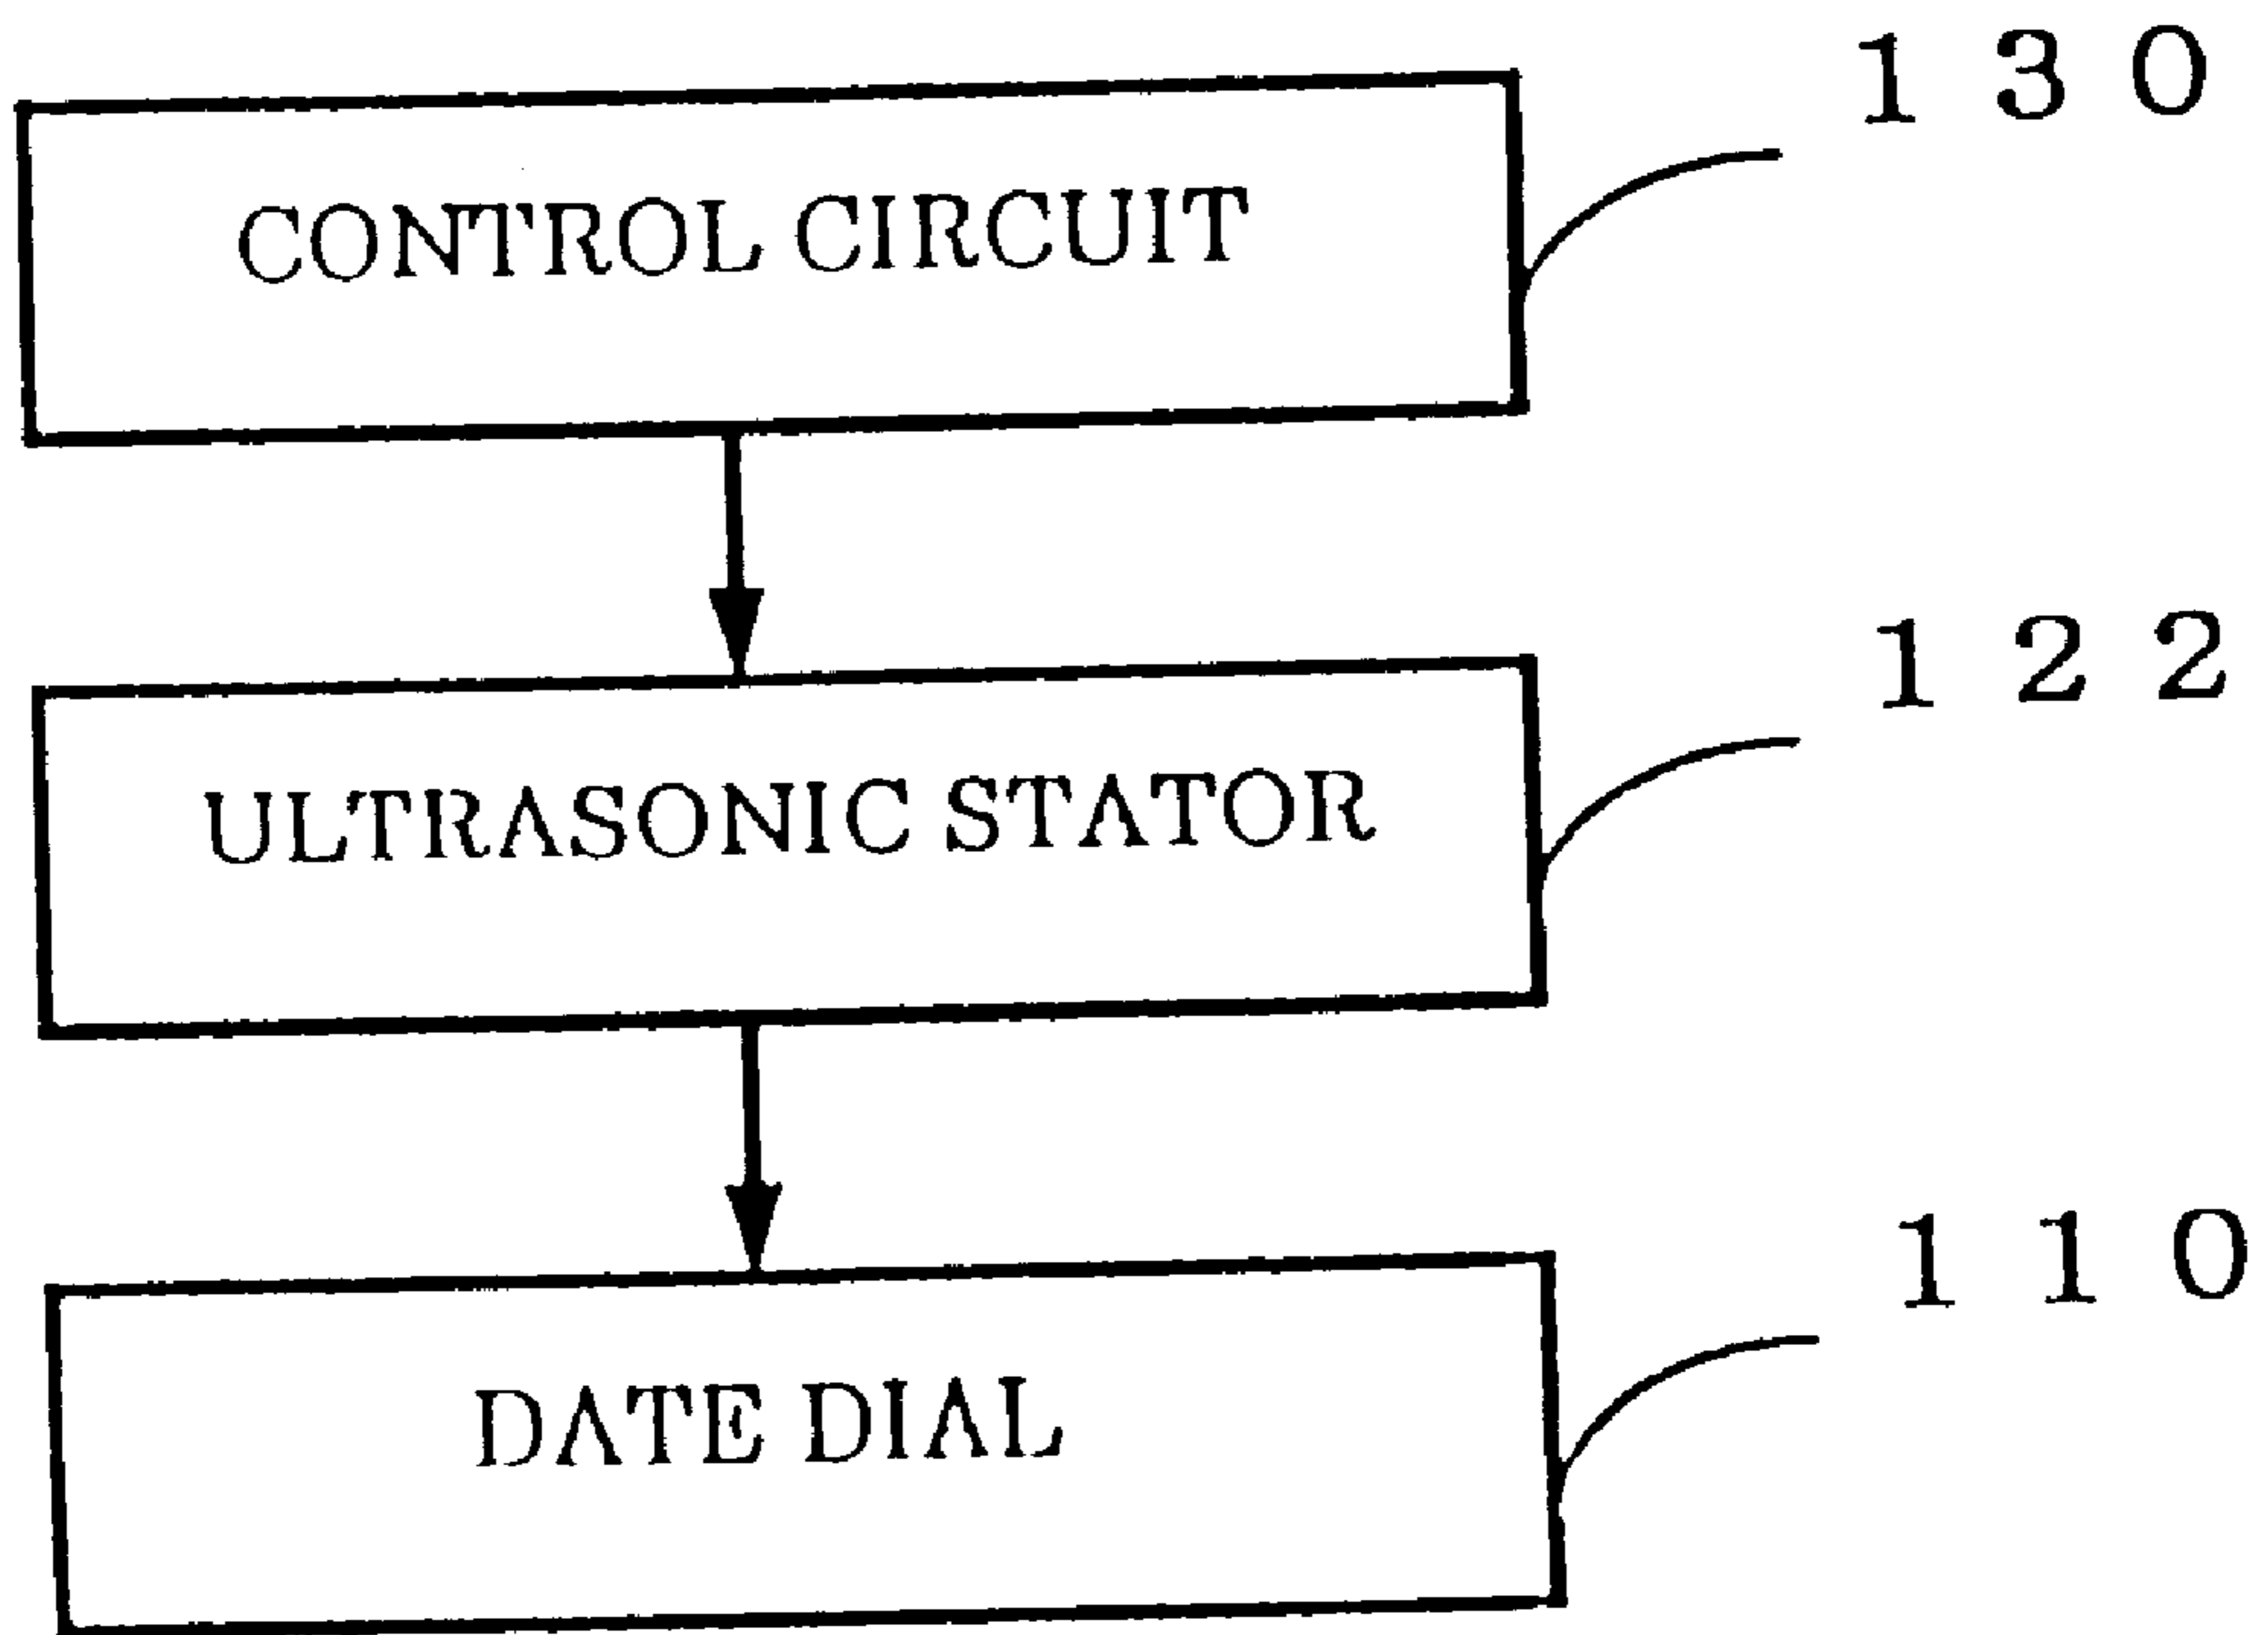 130
CONTROL CIRCUIT
122
ULTRASONIC STATOR
110
DATE DIAL